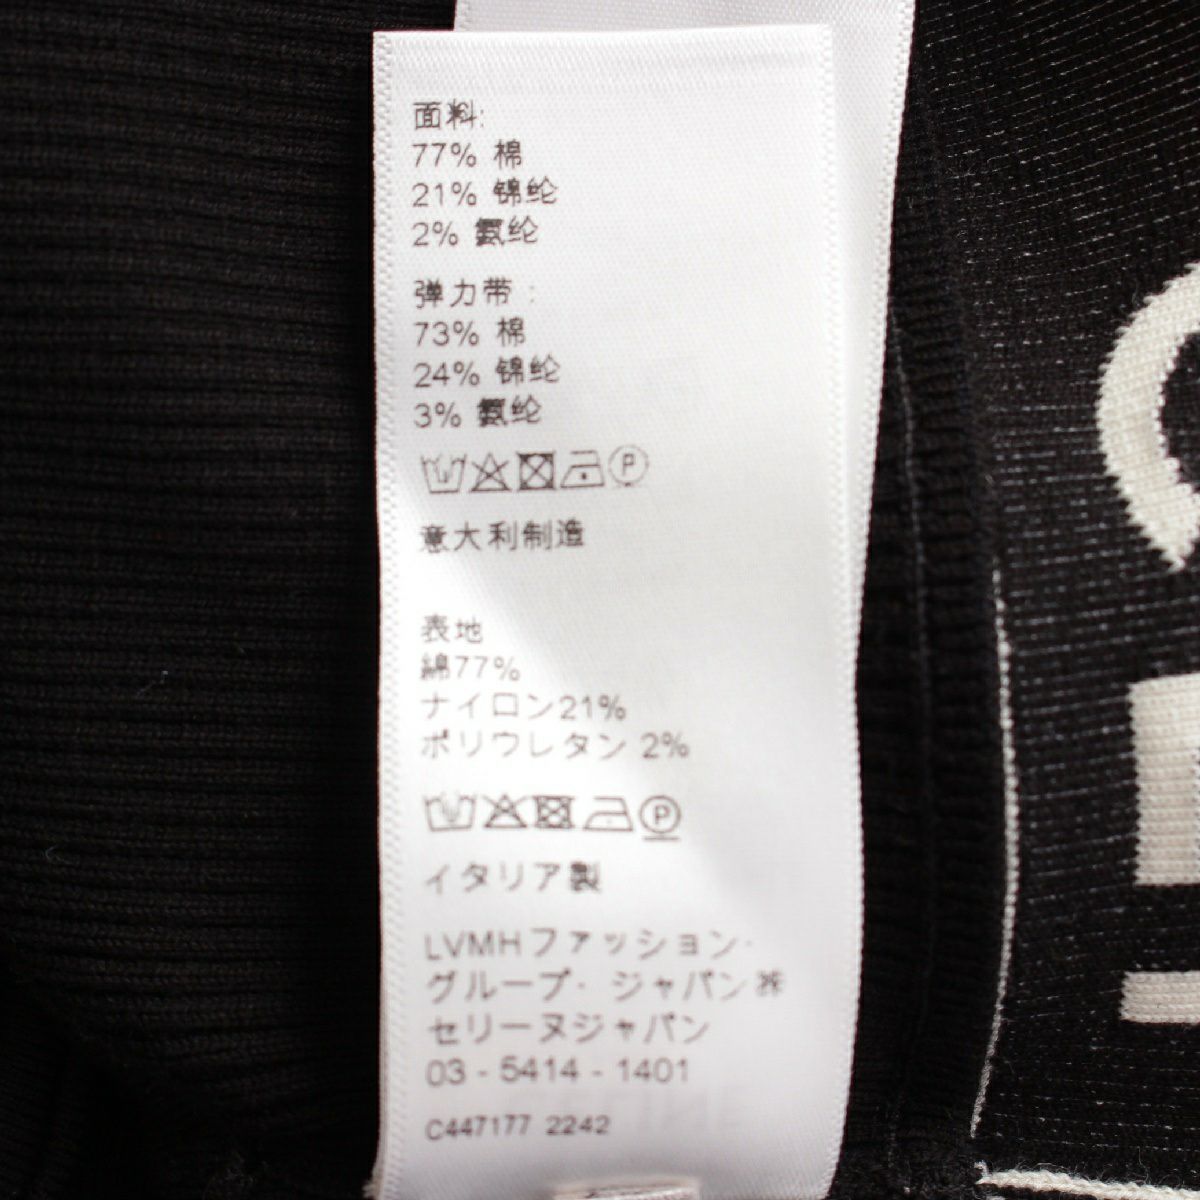 面料:
77% 棉
21% 锦纶
2% 氨纶
弹力带 :
73% 棉
24% 锦纶
3% 氨纶
P
意大利制造
表地
綿77%
ナイロン21%
ポリウレタン 2%
P
イタリア製
LVMHファッション・
グループ・ ジャパン㈱
セリーヌジャパン
03 - 5414 - 1401
C447177 2242